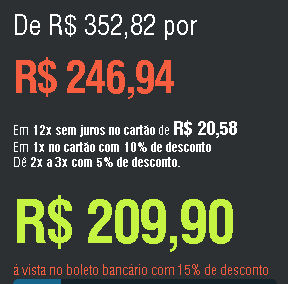 De R$ 352,82 por
R$ 246,94
Em 12x sem juros no cartão de R$ 20,58
Em 1x no cartão com 10% de desconto
Dê 2x a 3x com 5% de desconto.
R$ 209,90
á vista no boleto bancário com 15% de desconto